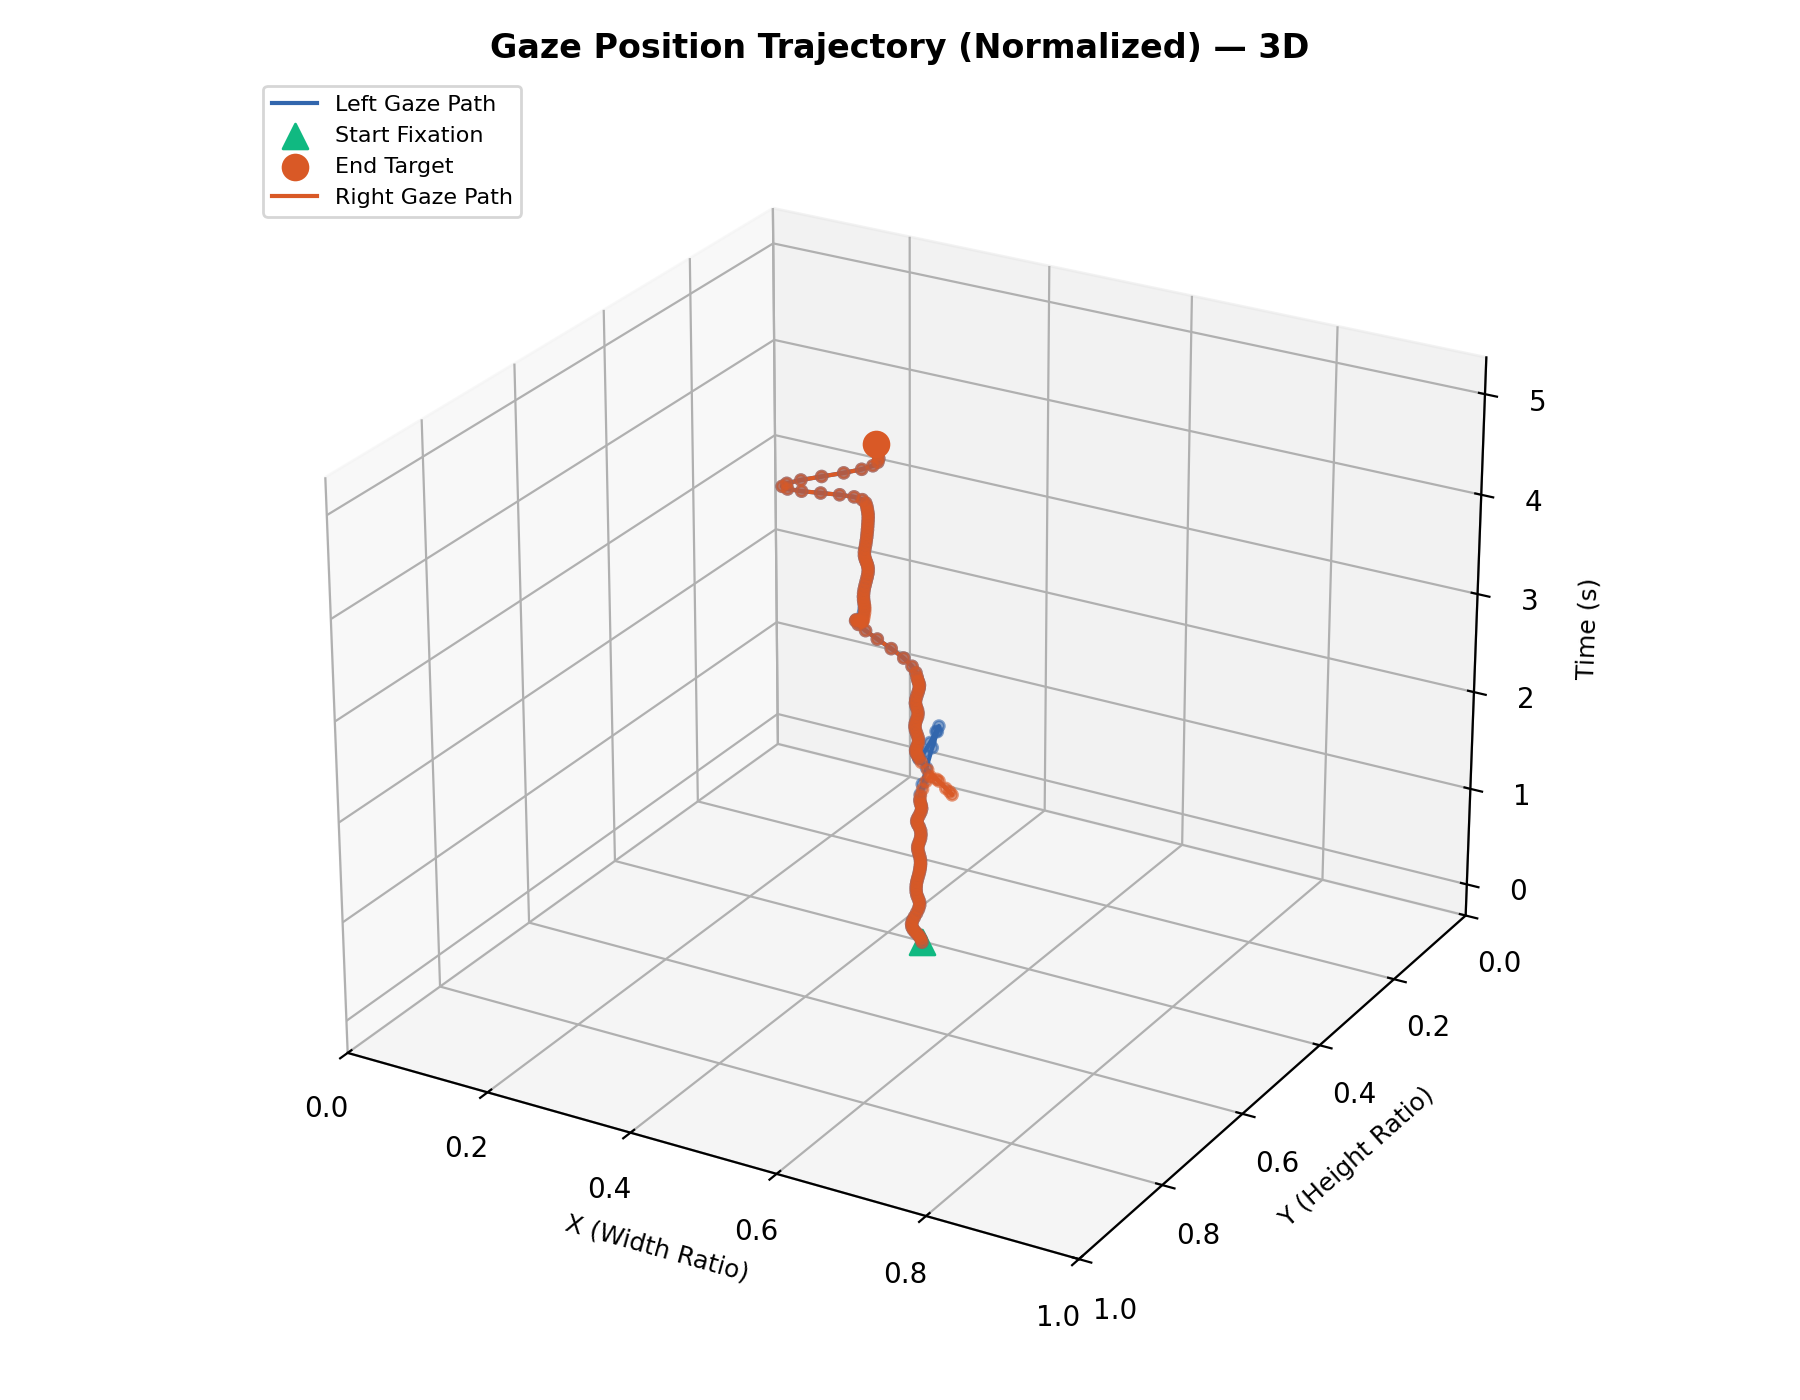 Gaze Position Trajectory (Normalized) — 3D
Left Gaze Path
Start Fixation
End Target
Right Gaze Path
5
4
3
2
1
0
Time (s)
0.0
0.2
0.4
0.6
0.8
1.0
Y (Height Ratio)
0.0
0.2
0.4
0.6
0.8
1.0
X (Width Ratio)